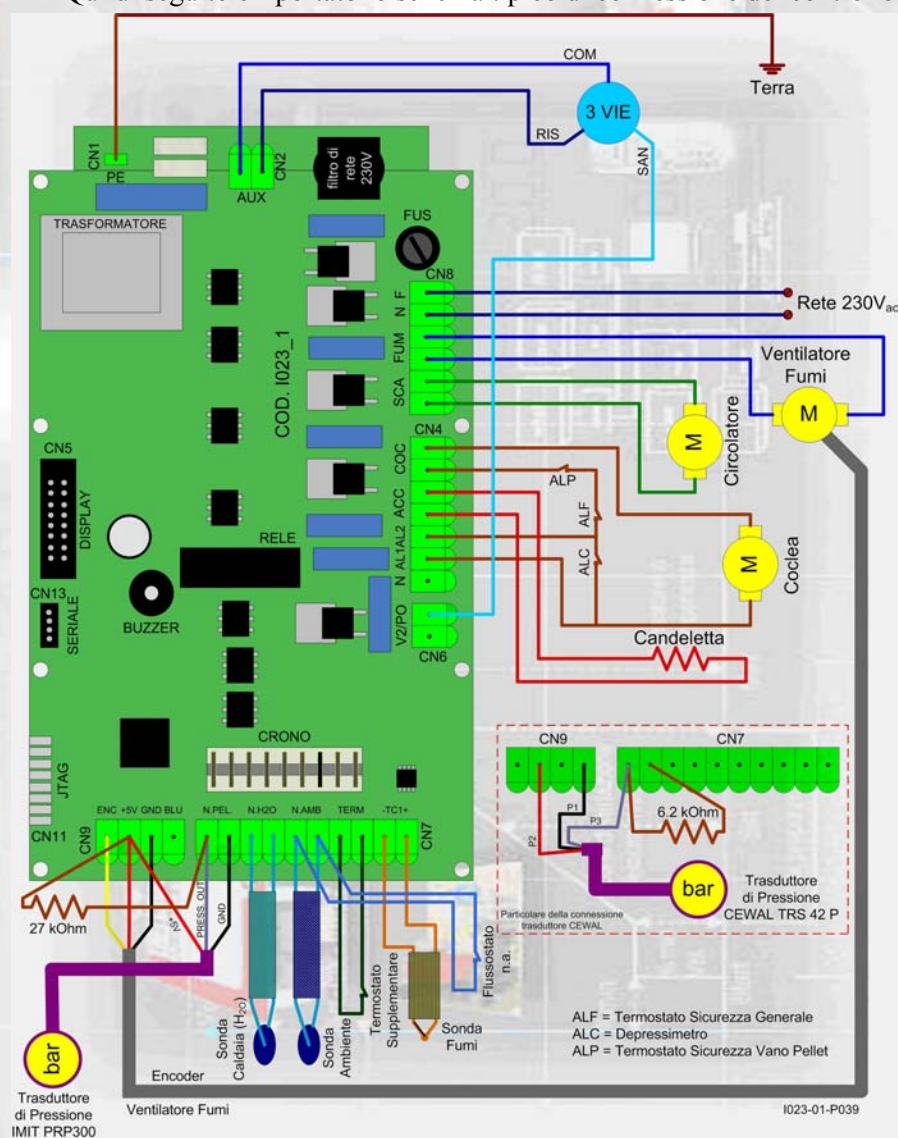 COM
Terra
3 VIE
RIS
SAN
CN1
PE
AUX
CN2
filtro di
rete
230V
TRASFORMATORE
FUS
CN8
F
N
FUM
SCA
Rete 230Vac
Ventilatore
Fumi
M
Circolatore
M
COD. I023_1
CN4
COC
ACC
AL1AL2
N
ALP
ALF
ALC
Coclea
M
CN5
DISPLAY
RELE
CN13
SERIALE
BUZZER
V2/PO
CN6
Candeletta
CRONO
JTAG
CN11
ENC +5V GND BLU
N.PEL. N.H2O N.AMB TERM -TC1+
CN9
CN7
27 kOhm
+5V
PRESS_OUT
GND
CN9
CN7
P1
P2
P3
6.2 kOhm
bar
Trasduttore
di Pressione
CEWAL TRS 42 P
Particolare della connessione
trasduttore CEWAL
Sonda
Caldaia (H2O)
Sonda
Ambiente
Termostato
Supplementare
Sonda
Fumi
Flussostato
n.a.
ALF = Termostato Sicurezza Generale
ALC = Depressimetro
ALP = Termostato Sicurezza Vano Pellet
bar
Trasduttore
di Pressione
IMIT PRP300
Encoder
Ventilatore Fumi
I023-01-P039